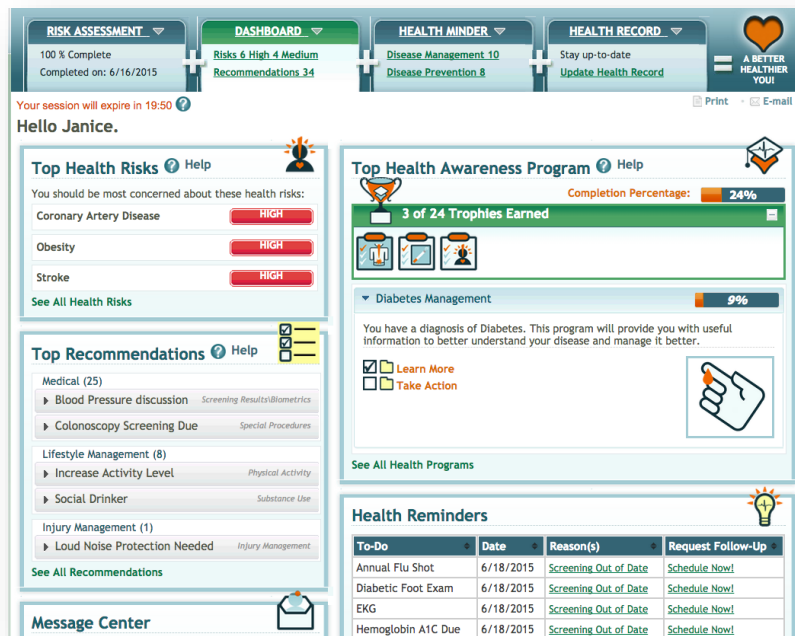 RISK ASSESSMENT
100 % Complete
Completed on: 6/16/2015
DASHBOARD
Risks 6 High 4 Medium
Recommendations 34
HEALTH MINDER
Disease Management 10
Disease Prevention 8
HEALTH RECORD
Stay up-to-date
Update Health Record
A BETTER
HEALTHIER
YOU!
Your session will expire in 19:50 ?
Print
E-mail
Hello Janice.
Top Health Risks ? Help
You should be most concerned about these health risks:
Coronary Artery Disease HIGH
Obesity HIGH
Stroke HIGH
See All Health Risks
Top Recommendations ? Help
Medical (25)
Blood Pressure discussion Screening Results\Biometrics
Colonoscopy Screening Due Special Procedures
Lifestyle Management (8)
Increase Activity Level Physical Activity
Social Drinker Substance Use
Injury Management (1)
Loud Noise Protection Needed Injury Management
See All Recommendations
Message Center
Top Health Awareness Program ? Help
Completion Percentage: 24%
3 of 24 Trophies Earned
Diabetes Management 9%
You have a diagnosis of Diabetes. This program will provide you with useful
information to better understand your disease and manage it better.
Learn More
Take Action
See All Health Programs
Health Reminders
To-Do Date Reason(s) Request Follow-Up
Annual Flu Shot 6/18/2015 Screening Out of Date Schedule Now!
Diabetic Foot Exam 6/18/2015 Screening Out of Date Schedule Now!
EKG 6/18/2015 Screening Out of Date Schedule Now!
Hemoglobin A1C Due 6/18/2015 Screening Out of Date Schedule Now!